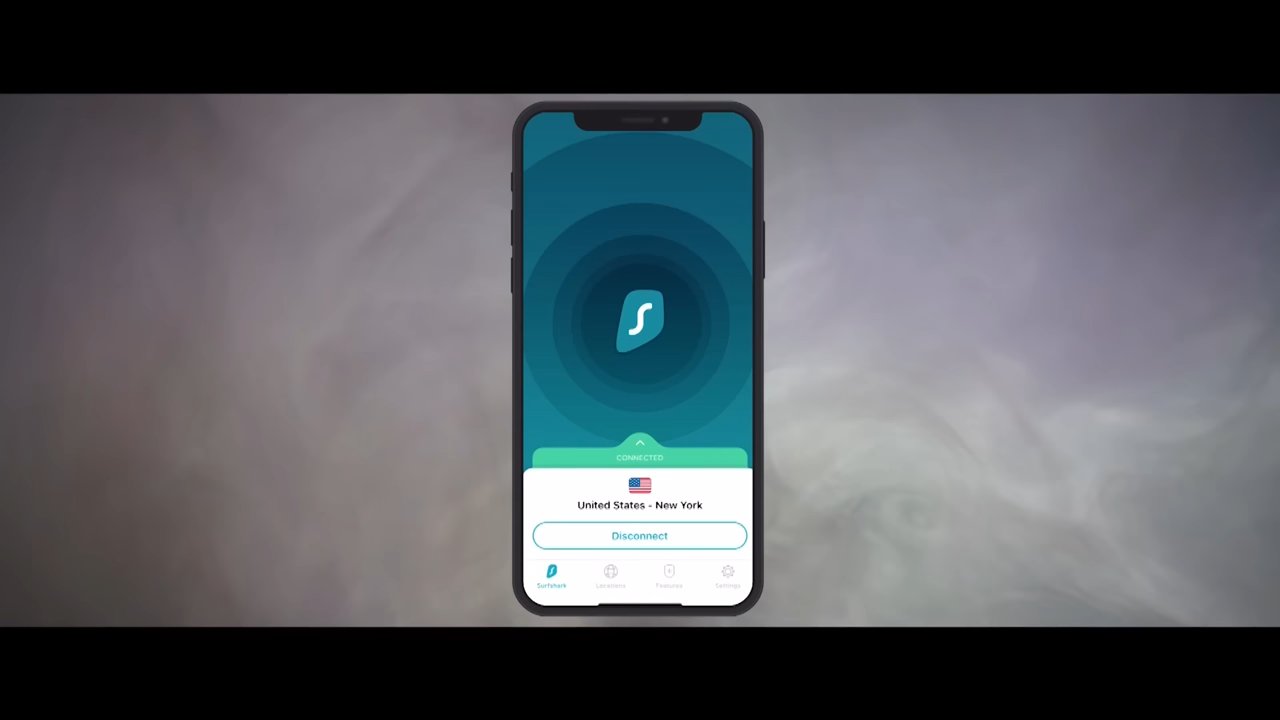 CONNECTED
United States - New York
Disconnect
Surfshark
Locations
Features
Settings